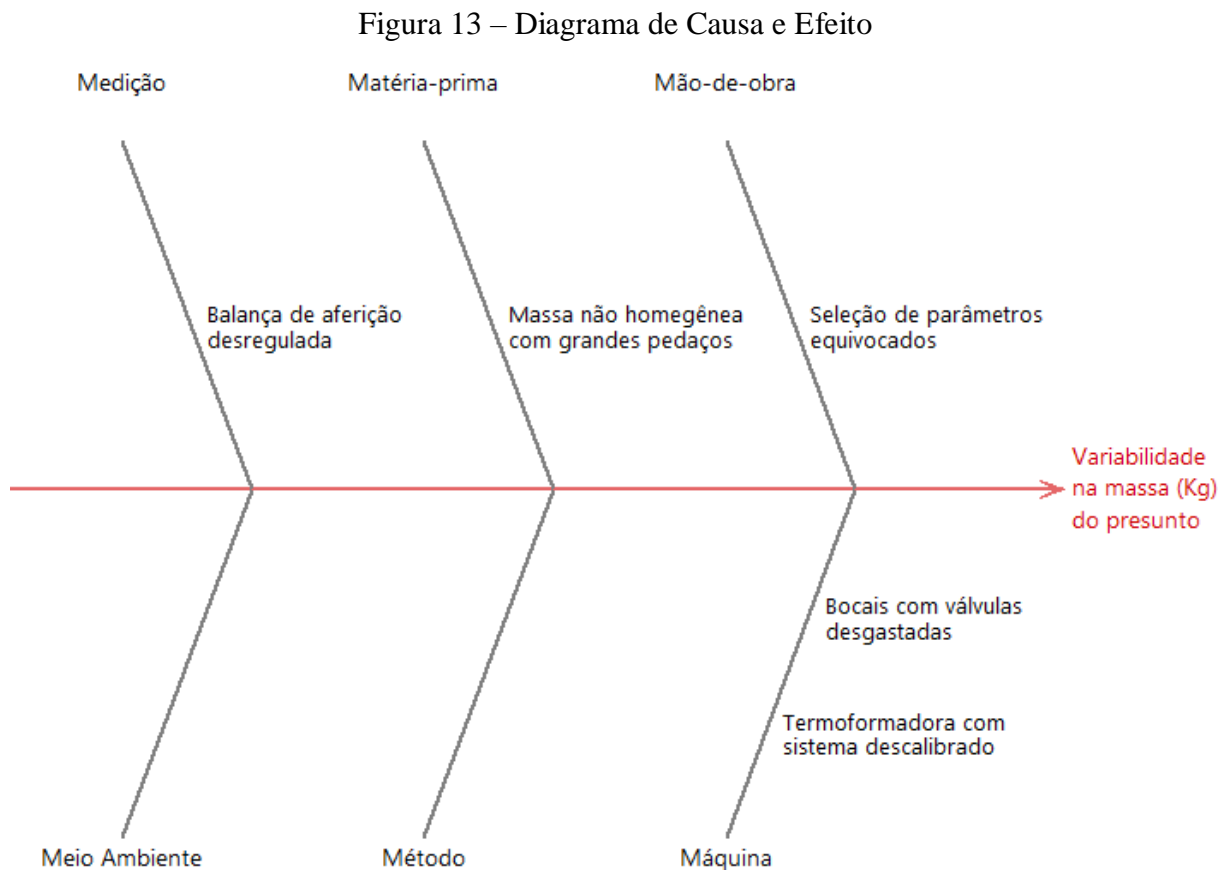 Figura 13 – Diagrama de Causa e Efeito
Medição
Matéria-prima
Mão-de-obra
Balança de aferição
desregulada
Massa não homegênea
com grandes pedaços
Seleção de parâmetros
equivocados
Variabilidade
na massa (Kg)
do presunto
Bocais com válvulas
desgastadas
Termoformadora com
sistema descalibrado
Meio Ambiente
Método
Máquina